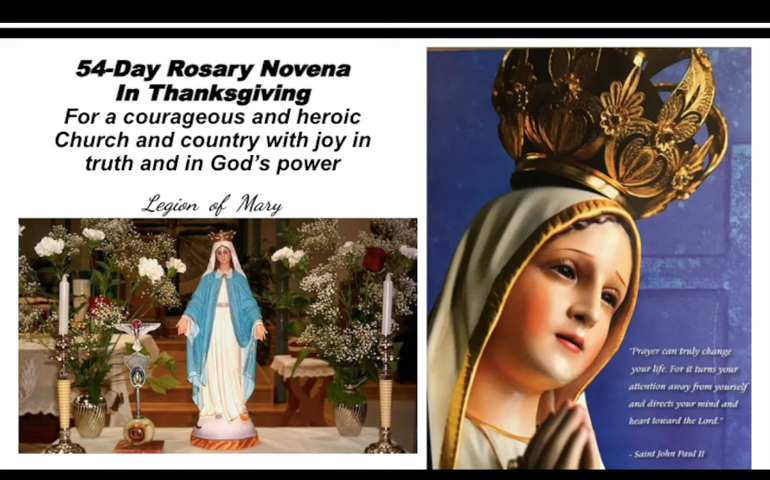 54-Day Rosary Novena
In Thanksgiving
For a courageous and heroic
Church and country with joy in
truth and in God's power
Legion of Mary
"Prayer can truly change
your life. For it turns your
attention away from yourself
and directs your mind and
heart toward the Lord."
- Saint John Paul II